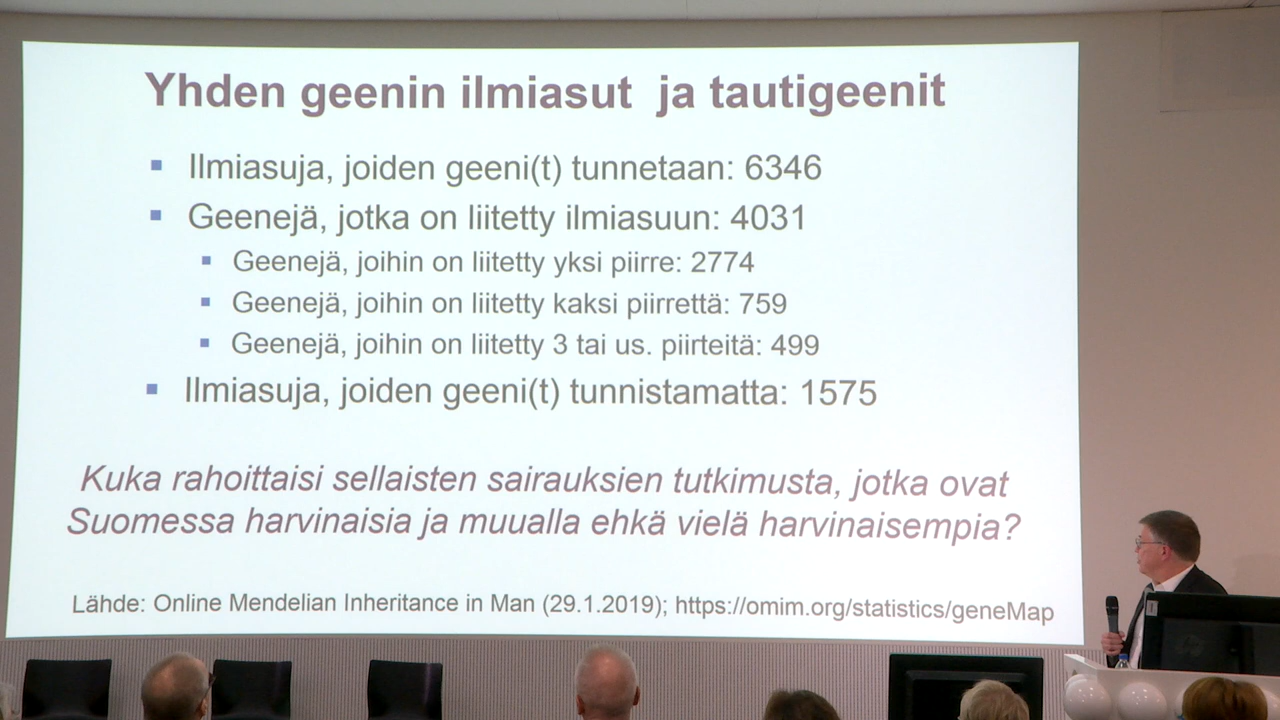 Yhden geenin ilmiasut ja tautigeenit
Ilmiasuja, joiden geeni(t) tunnetaan: 6346
Geenejä, jotka on liitetty ilmiasuun: 4031
Geenejä, joihin on liitetty yksi piirre: 2774
Geenejä, joihin on liitetty kaksi piirrettä: 759
Geenejä, joihin on liitetty 3 tai us. piirteitä: 499
Ilmiasuja, joiden geeni(t) tunnistamatta: 1575
Kuka rahoittaisi sellaisten sairauksien tutkimusta, jotka ovat
Suomessa harvinaisia ja muualla ehkä vielä harvinaisempia?
Lähde: Online Mendelian Inheritance in Man (29.1.2019); https://omim.org/statistics/geneMap